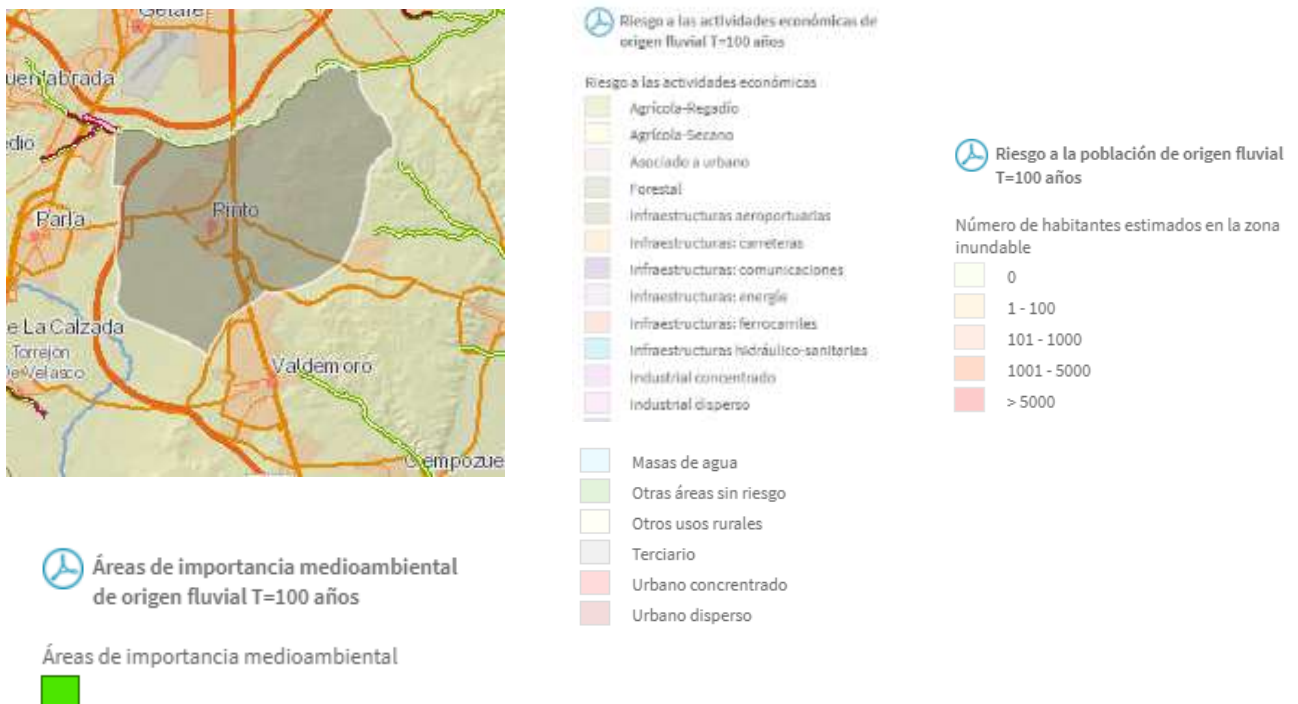 Getafe
uenlabrada
edio
Parla
Pinto
e La Calzada
Torrejón
De Velasco
Valdemoro
Ciempozue
Áreas de importancia medioambiental
de origen fluvial T=100 años
Áreas de importancia medioambiental
Riesgo a las actividades económicas de
origen fluvial T=100 años
Riesgo a las actividades económicas
Agrícola-Regadío
Agrícola-Secano
Asociado a urbano
Forestal
Infraestructuras aeroportuarias
Infraestructuras: carreteras
Infraestructuras: comunicaciones
Infraestructuras: energía
Infraestructuras: ferrocarriles
Infraestructuras hidráulico-sanitarias
Industrial concentrado
Industrial disperso
Masas de agua
Otras áreas sin riesgo
Otros usos rurales
Terciario
Urbano concrentrado
Urbano disperso
Riesgo a la población de origen fluvial
T=100 años
Número de habitantes estimados en la zona
inundable
0
1 - 100
101 - 1000
1001 - 5000
> 5000